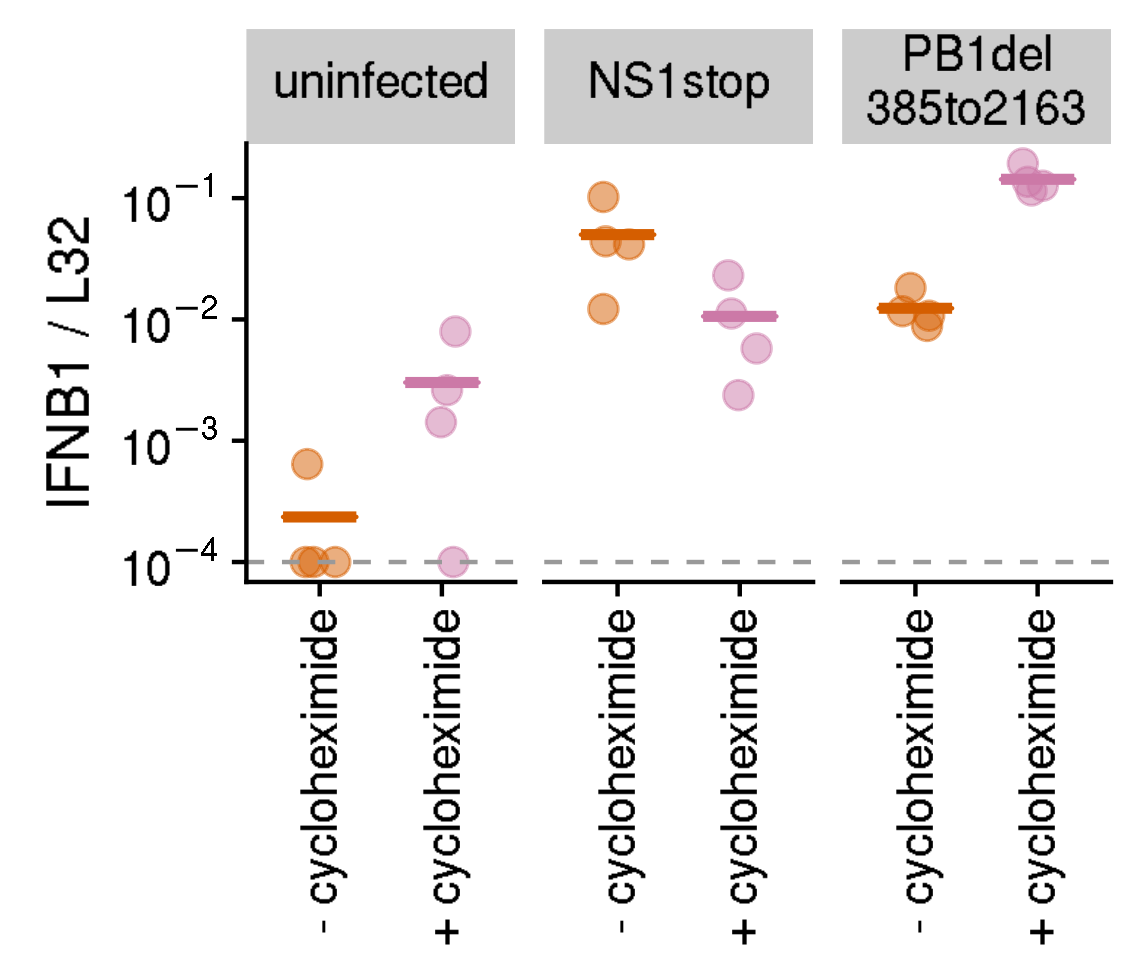 uninfected
NS1stop
PB1del
385to2163
IFNB1 / L32
10−1
10−2
10−3
10−4
- cycloheximide
+ cycloheximide
- cycloheximide
+ cycloheximide
- cycloheximide
+ cycloheximide